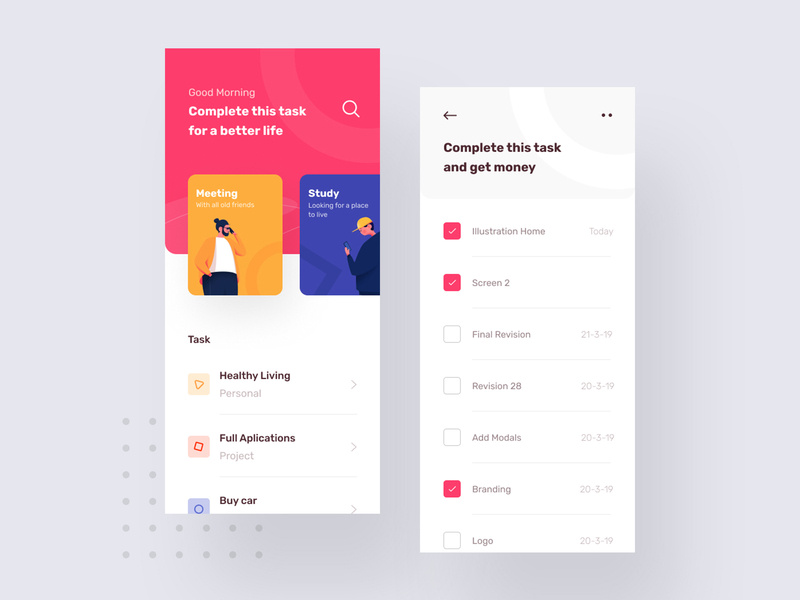 Good Morning
Complete this task
for a better life
Meeting
With all old friends
Study
Looking for a place
to live
Task
Healthy Living
Personal
Full Aplications
Project
Buy car
Complete this task
and get money
Illustration Home Today
Screen 2
Final Revision 21-3-19
Revision 28 20-3-19
Add Modals 20-3-19
Branding 20-3-19
Logo 20-3-19